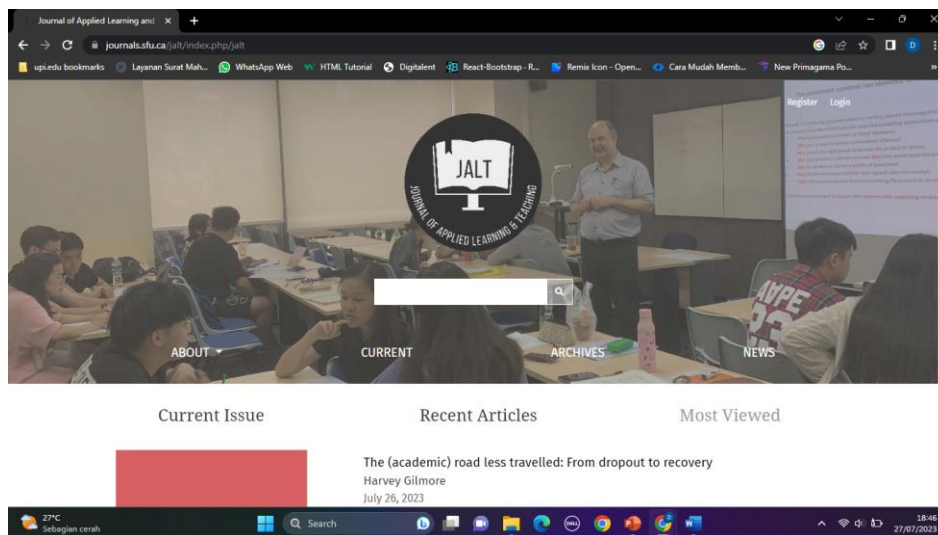 Journal of Applied Learning and
journals.sfu.ca/jalt/index.php/jalt
D
upi.edu bookmarks Layanan Surat Mah... WhatsApp Web HTML Tutorial Digitalent React-Bootstrap · R... Remix Icon - Open... Cara Mudah Memb... New Primagama Po... »
Register Login
JALT
JOURNAL OF APPLIED LEARNING & TEACHING
ABOUT CURRENT ARCHIVES NEWS
Current Issue Recent Articles Most Viewed
The (academic) road less travelled: From dropout to recovery
Harvey Gilmore
July 26, 2023
27°C
Sebagian cerah
Search
DELL
18:46
27/07/2023